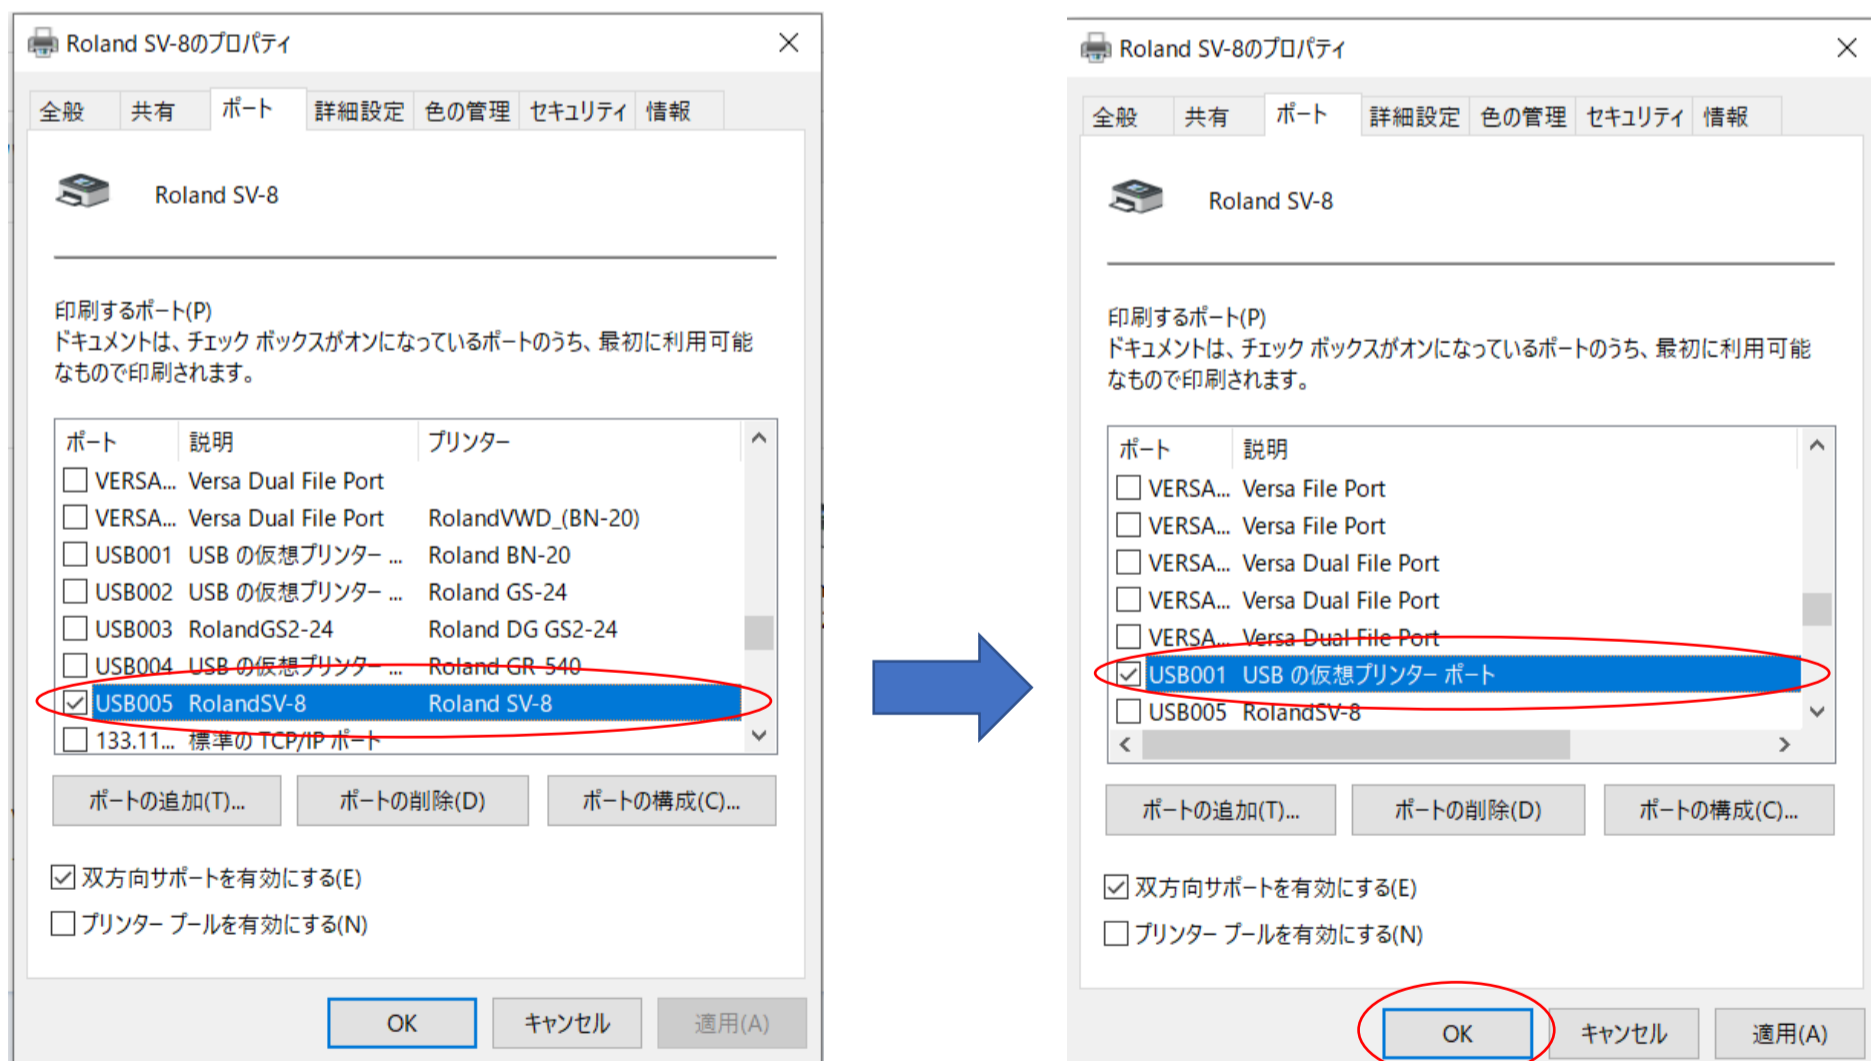 Roland SV-8のプロパティ
全般 共有 ポート 詳細設定 色の管理 セキュリティ 情報
Roland SV-8
印刷するポート(P)
ドキュメントは、チェック ボックスがオンになっているポートのうち、最初に利用可能
なもので印刷されます。
ポート 説明 プリンター
VERSA... Versa Dual File Port
VERSA... Versa Dual File Port RolandVWD_(BN-20)
USB001 USB の仮想プリンター ... Roland BN-20
USB002 USB の仮想プリンター ... Roland GS-24
USB003 RolandGS2-24 Roland DG GS2-24
USB004 USB の仮想プリンター ... Roland GR-540
USB005 RolandSV-8 Roland SV-8
133.11... 標準の TCP/IP ポート
ポートの追加(T)... ポートの削除(D) ポートの構成(C)...
双方向サポートを有効にする(E)
プリンター プールを有効にする(N)
OK キャンセル 適用(A)
Roland SV-8のプロパティ
全般 共有 ポート 詳細設定 色の管理 セキュリティ 情報
Roland SV-8
印刷するポート(P)
ドキュメントは、チェック ボックスがオンになっているポートのうち、最初に利用可能
なもので印刷されます。
ポート 説明
VERSA... Versa File Port
VERSA... Versa File Port
VERSA... Versa Dual File Port
VERSA... Versa Dual File Port
VERSA... Versa Dual File Port
USB001 USB の仮想プリンター ポート
USB005 RolandSV-8
ポートの追加(T)... ポートの削除(D) ポートの構成(C)...
双方向サポートを有効にする(E)
プリンター プールを有効にする(N)
OK キャンセル 適用(A)